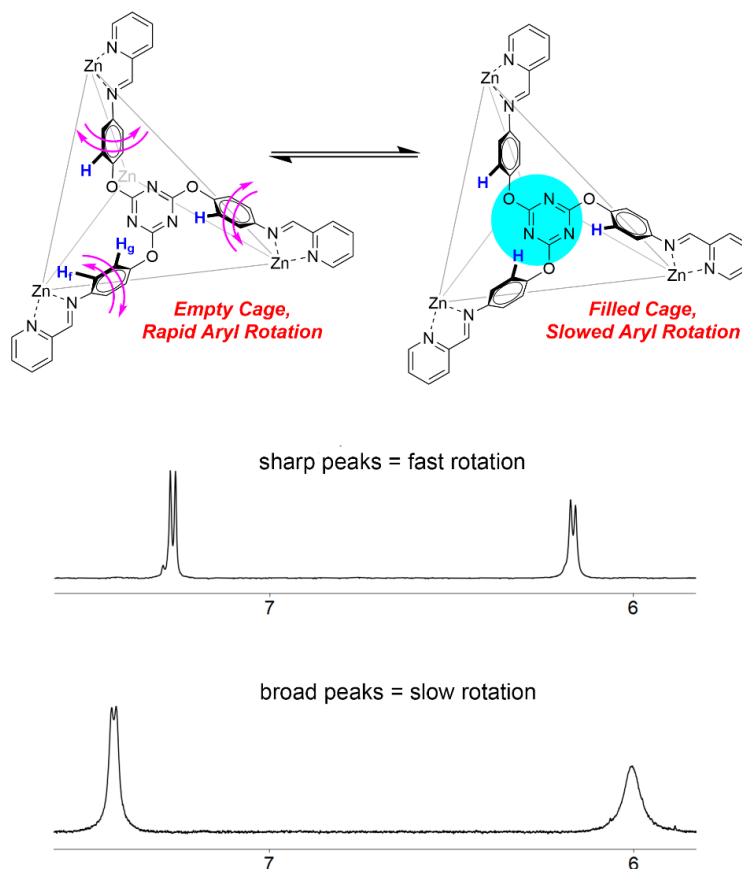 N
Zn
N
H
O
Zn
N
N
N
O
H
N
N
Zn
O
Hg
Hf
Zn
N
N
Empty Cage,
Rapid Aryl Rotation
N
Zn
N
H
O
N
N
N
O
H
N
N
Zn
O
H
Zn
N
N
Filled Cage,
Slowed Aryl Rotation
sharp peaks = fast rotation
7 6
broad peaks = slow rotation
7 6